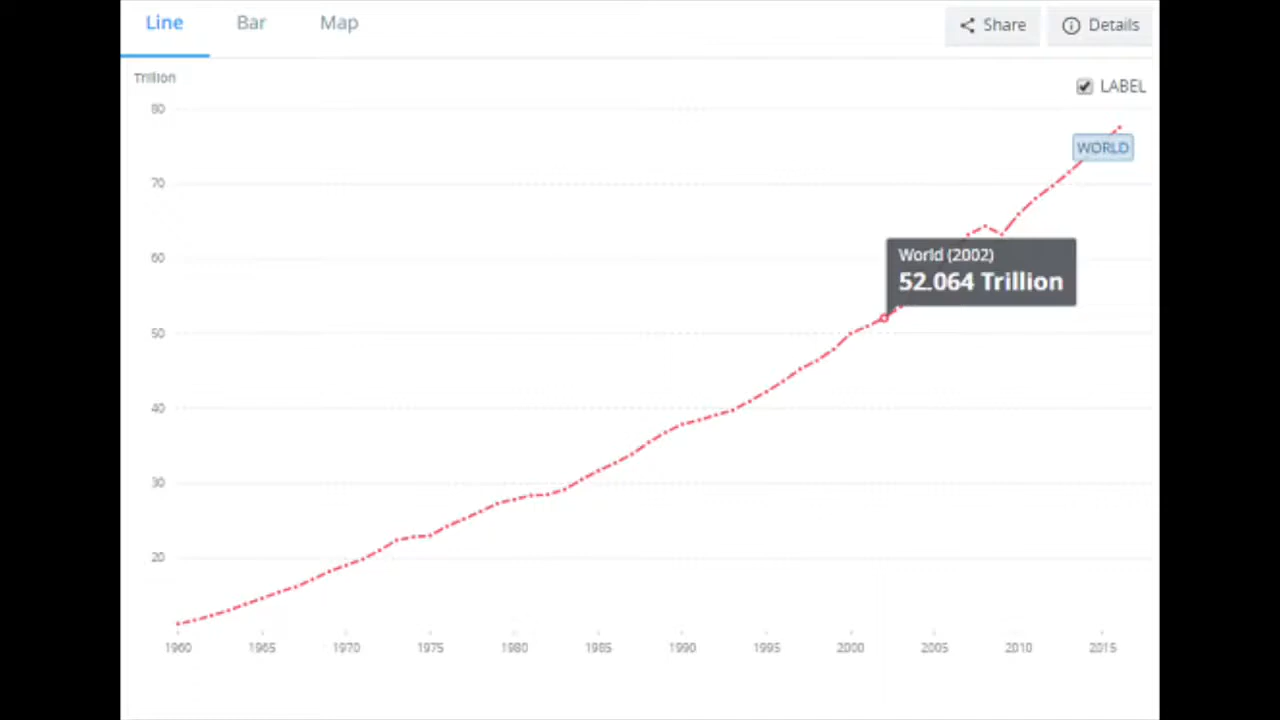 Line Bar Map Share Details
Trillion
LABEL
80
WORLD
70
60
World (2002)
52.064 Trillion
50
40
30
20
1960 1965 1970 1975 1980 1985 1990 1995 2000 2005 2010 2015